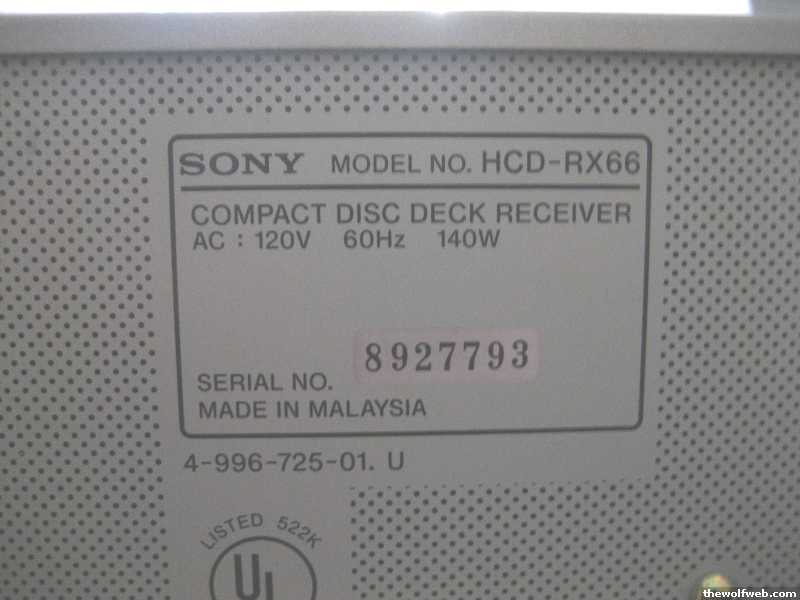 SONY MODEL NO. HCD-RX66
COMPACT DISC DECK RECEIVER
AC : 120V 60Hz 140W
8927793
SERIAL NO.
MADE IN MALAYSIA
4-996-725-01. U
LISTED 522K
UL
thewolfweb.com